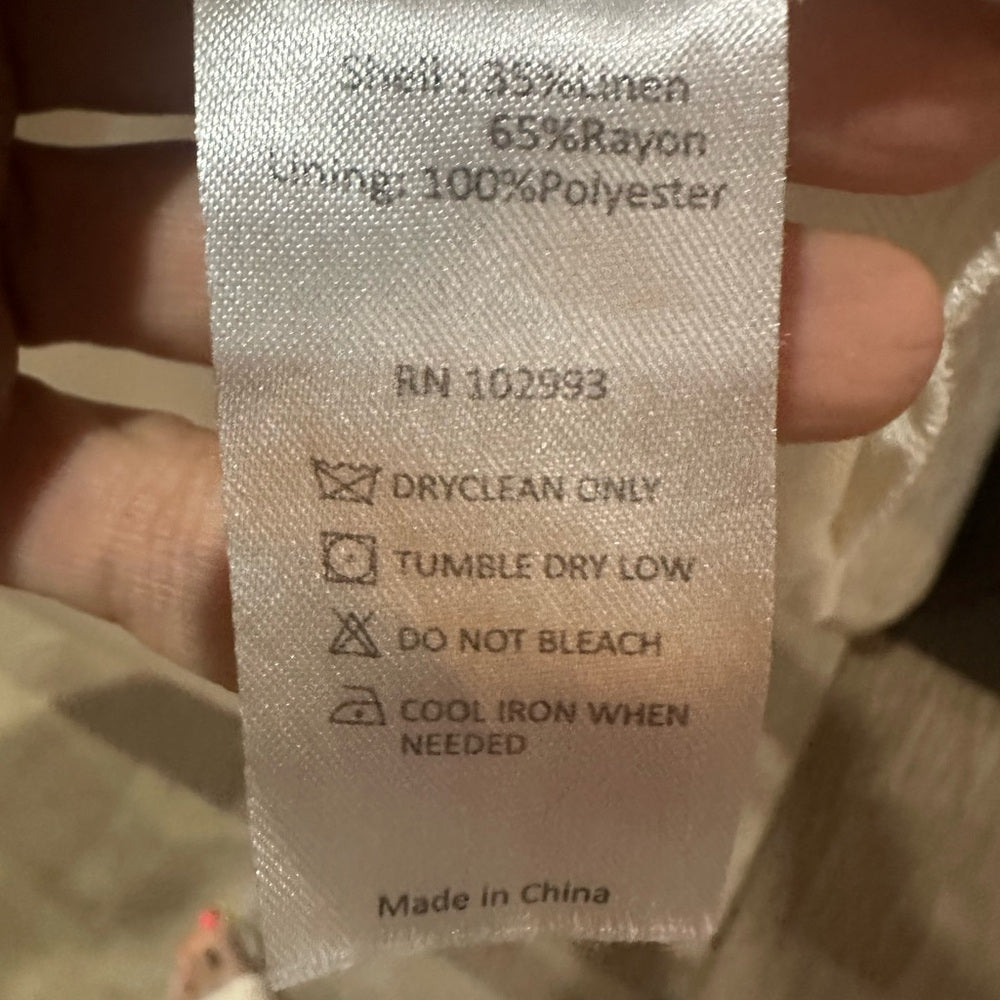 Shell : 35%Linen
65%Rayon
Lining: 100%Polyester
RN 102993
DRYCLEAN ONLY
TUMBLE DRY LOW
DO NOT BLEACH
COOL IRON WHEN
NEEDED
Made in China